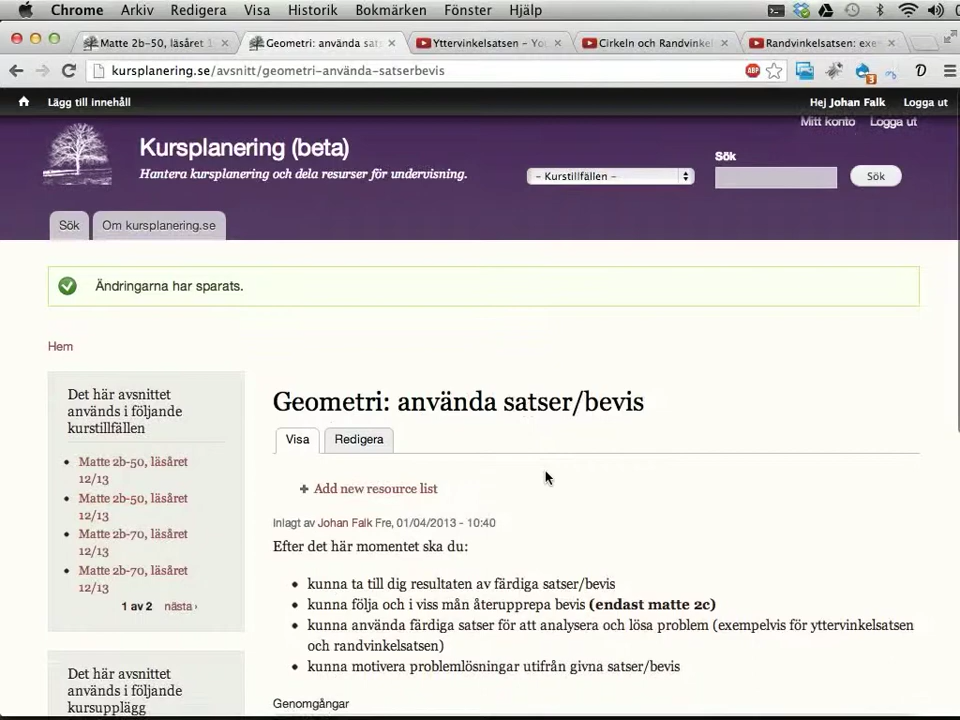 Chrome Arkiv Redigera Visa Historik Bokmärken Fönster Hjälp
Matte 2b-50, läsåret 1
Geometri: använda sat
Yttervinkelsatsen - Yo
Cirkeln och Randvinkel
Randvinkelsatsen: exe
kursplanering.se/avsnitt/geometri-använda-satserbevis
ABP
3
Lägg till innehåll
Hej Johan Falk Logga ut
Mitt konto Logga ut
Kursplanering (beta)
Hantera kursplanering och dela resurser för undervisning.
- Kurstillfällen -
Sök
Sök
Sök
Om kursplanering.se
Ändringarna har sparats.
Hem
Det här avsnittet
används i följande
kurstillfällen
Matte 2b-50, läsåret
12/13
Matte 2b-50, läsåret
12/13
Matte 2b-70, läsåret
12/13
Matte 2b-70, läsåret
12/13
1 av 2 nästa ›
Det här avsnittet
används i följande
kursupplägg
Geometri: använda satser/bevis
Visa
Redigera
Add new resource list
Inlagt av Johan Falk Fre, 01/04/2013 - 10:40
Efter det här momentet ska du:
kunna ta till dig resultaten av färdiga satser/bevis
kunna följa och i viss mån återupprepa bevis (endast matte 2c)
kunna använda färdiga satser för att analysera och lösa problem (exempelvis för yttervinkelsatsen
och randvinkelsatsen)
kunna motivera problemlösningar utifrån givna satser/bevis
Genomgångar